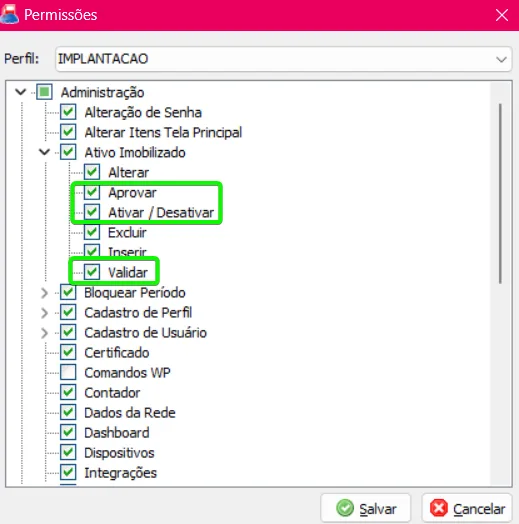 Permissões
Perfil: IMPLANTACAO
Administração
Alteração de Senha
Alterar Itens Tela Principal
Ativo Imobilizado
Alterar
Aprovar
Ativar / Desativar
Excluir
Inserir
Validar
Bloquear Período
Cadastro de Perfil
Cadastro de Usuário
Certificado
Comandos WP
Contador
Dados da Rede
Dashboard
Dispositivos
Integrações
Salvar Cancelar